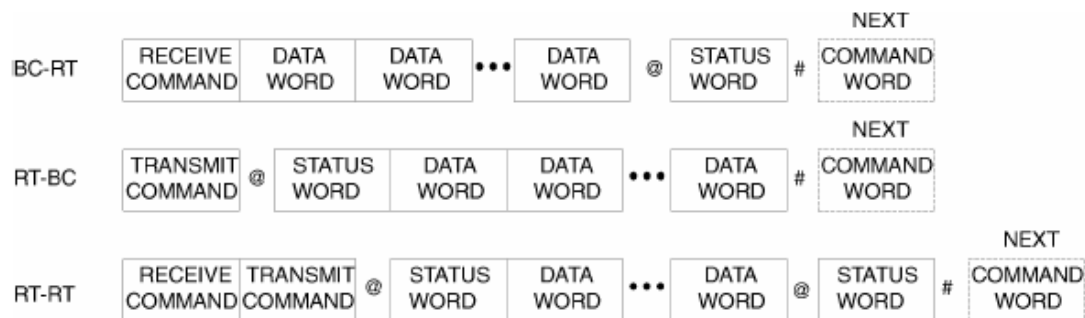 NEXT
BC-RT RECEIVE COMMAND DATA WORD DATA WORD ••• DATA WORD @ STATUS WORD # COMMAND WORD
NEXT
RT-BC TRANSMIT COMMAND @ STATUS WORD DATA WORD DATA WORD ••• DATA WORD # COMMAND WORD
NEXT
RT-RT RECEIVE COMMAND TRANSMIT COMMAND @ STATUS WORD DATA WORD ••• DATA WORD @ STATUS WORD # COMMAND WORD